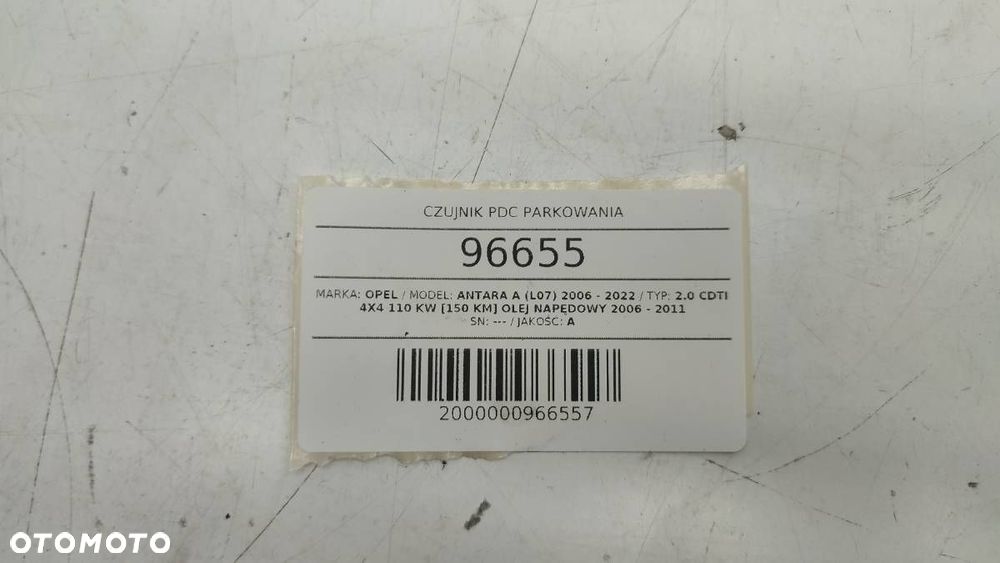 CZUJNIK PDC PARKOWANIA
96655
MARKA: OPEL / MODEL: ANTARA A (L07) 2006 - 2022 / TYP: 2.0 CDTI
4X4 110 KW [150 KM] OLEJ NAPĘDOWY 2006 - 2011
SN: --- / JAKOŚĆ: A
2000000966557
OTOMOTO